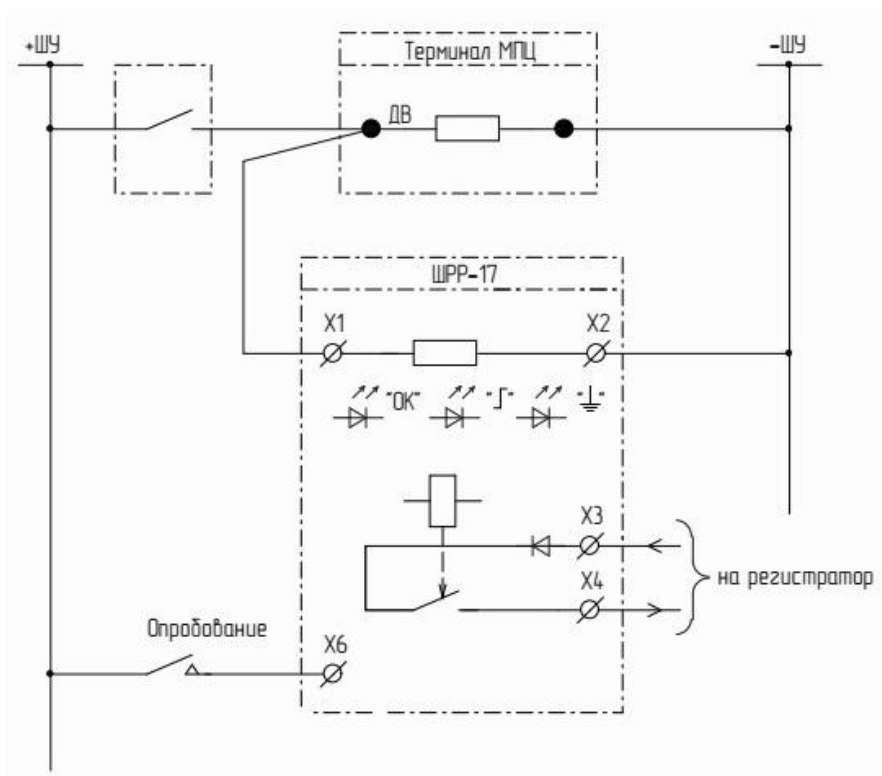 +ШУ
Терминал МПЦ
-ШУ
ДВ
ШРР-17
X1
X2
"ОК"
X3
X4
на регистратор
Опробование
X6